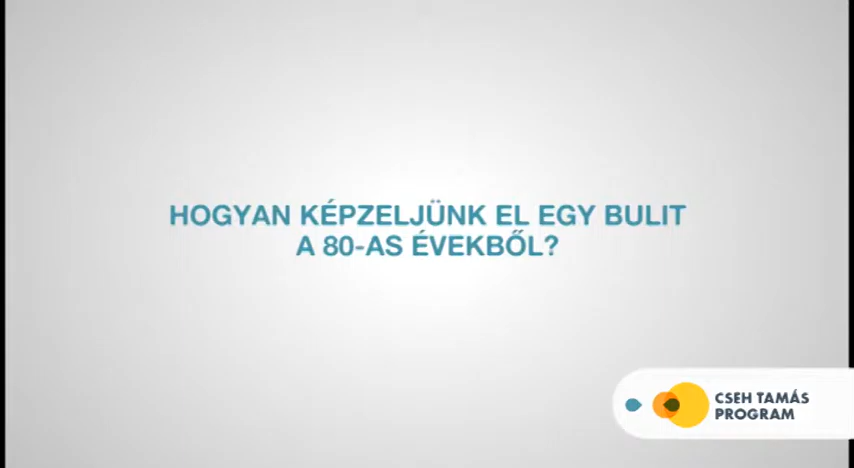 HOGYAN KÉPZELJÜNK EL EGY BULIT
A 80-AS ÉVEKBŐL?
CSEH TAMÁS
PROGRAM